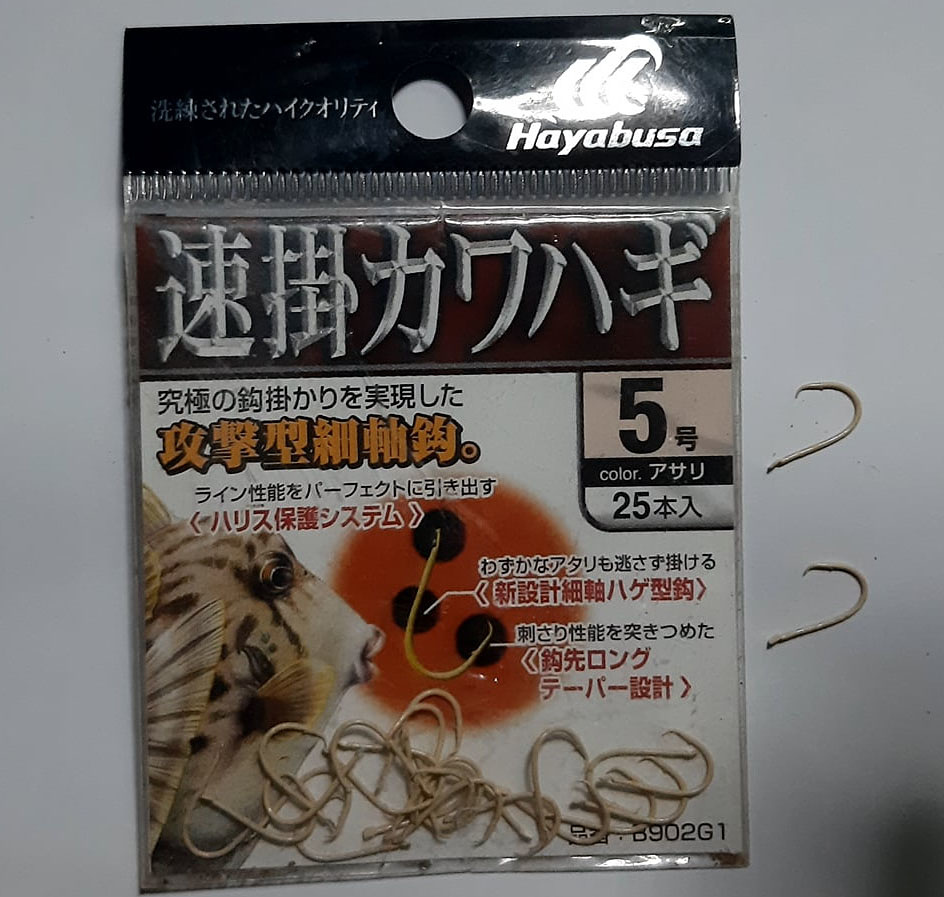 洗練されたハイクオリティ
Hayabusa
速掛カワハギ
究極の鈎掛かりを実現した
攻撃型細軸鈎。
5号
color. アサリ
25本入
ライン性能をパーフェクトに引き出す
〈ハリス保護システム〉
わずかなアタリも逃さず掛ける
〈新設計細軸ハゲ型鈎〉
刺さり性能を突きつめた
〈鈎先ロング
テーパー設計〉
品番：B902G1